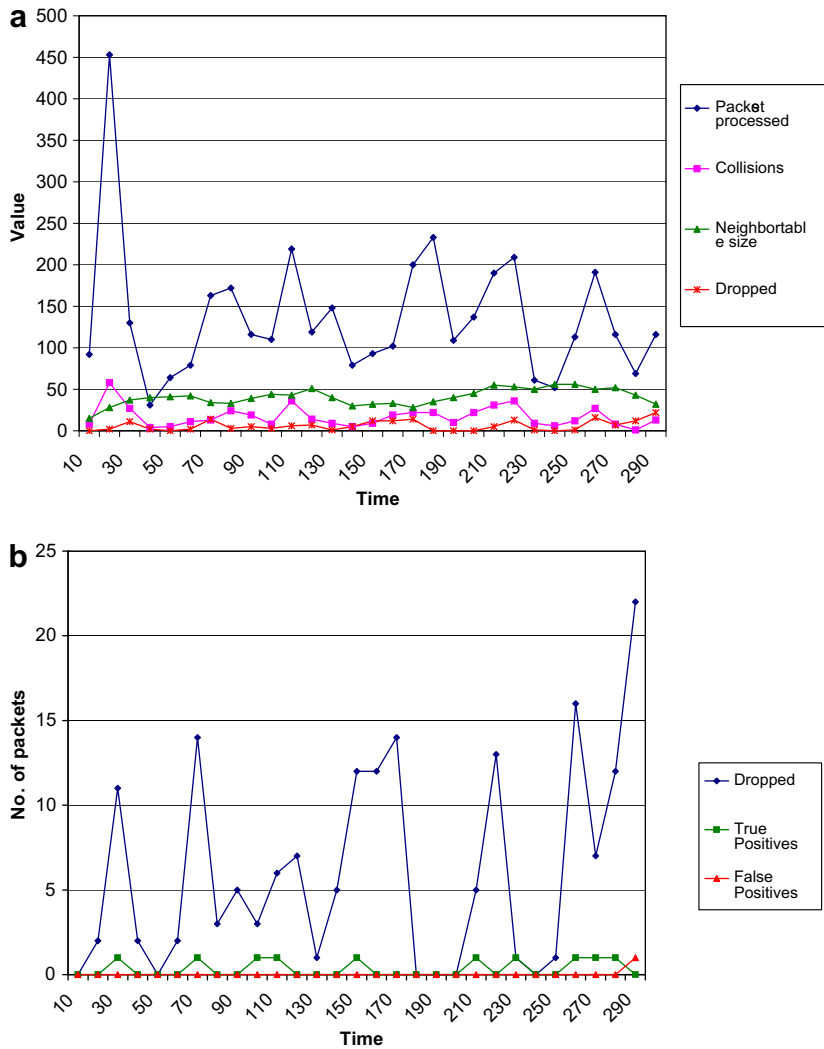 a
500
450
400
350
300
250
200
150
100
50
0
Value
10
30
50
70
90
110
130
150
170
190
210
230
250
270
290
Time
Packet
processed
Collisions
Neighbortabl
e size
Dropped
b
25
20
15
10
5
0
No. of packets
10
30
50
70
90
110
130
150
170
190
210
230
250
270
290
Time
Dropped
True
Positives
False
Positives